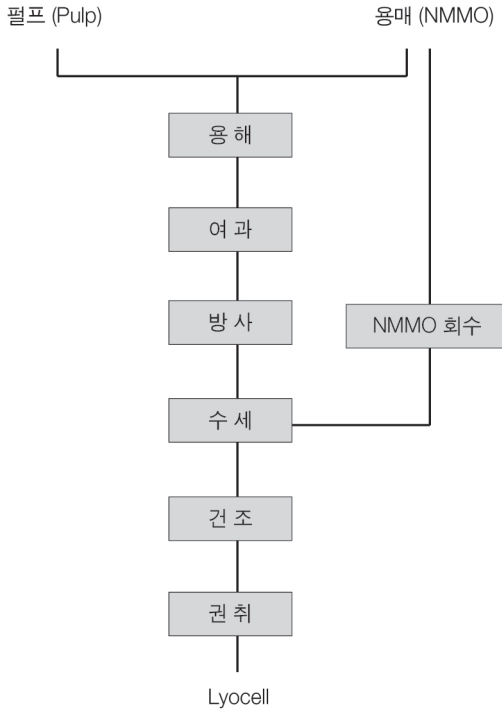 펄프 (Pulp)
용매 (NMMO)
용 해
여 과
방 사
NMMO 회수
수 세
건 조
권 취
Lyocell